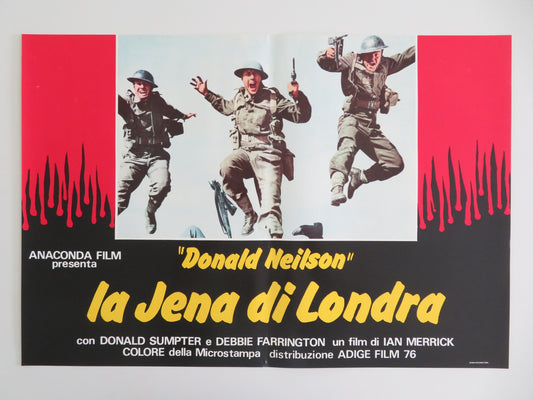 ANACONDA FILM
presenta
"Donald Neilson"
la Jena di Londra
con DONALD SUMPTER e DEBBIE FARRINGTON un film di IAN MERRICK
COLORE della Microstampa distribuzione ADIGE FILM 76